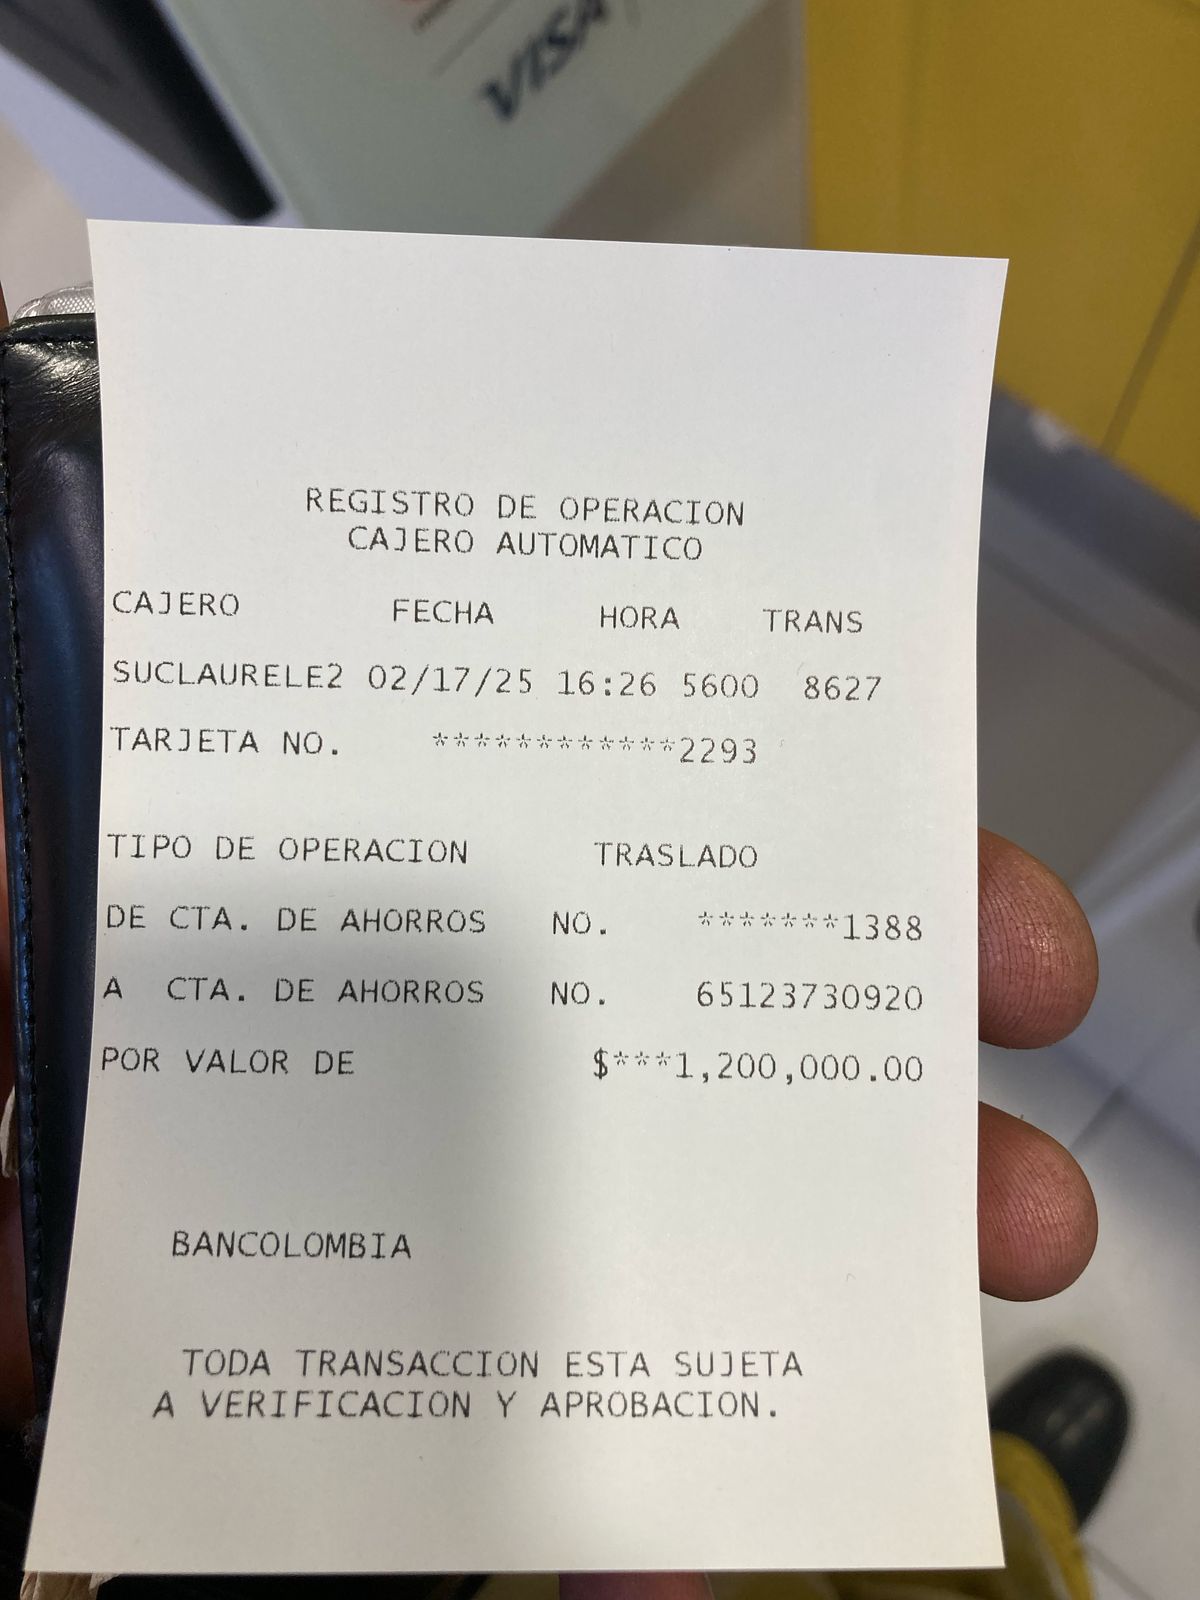 VISA
REGISTRO DE OPERACION
CAJERO AUTOMATICO
CAJERO FECHA HORA TRANS
SUCLAURELE2 02/17/25 16:26 5600 8627
TARJETA NO. ************2293
TIPO DE OPERACION TRASLADO
DE CTA. DE AHORROS NO. *******1388
A CTA. DE AHORROS NO. 65123730920
POR VALOR DE $***1,200,000.00
BANCOLOMBIA
TODA TRANSACCION ESTA SUJETA
A VERIFICACION Y APROBACION.